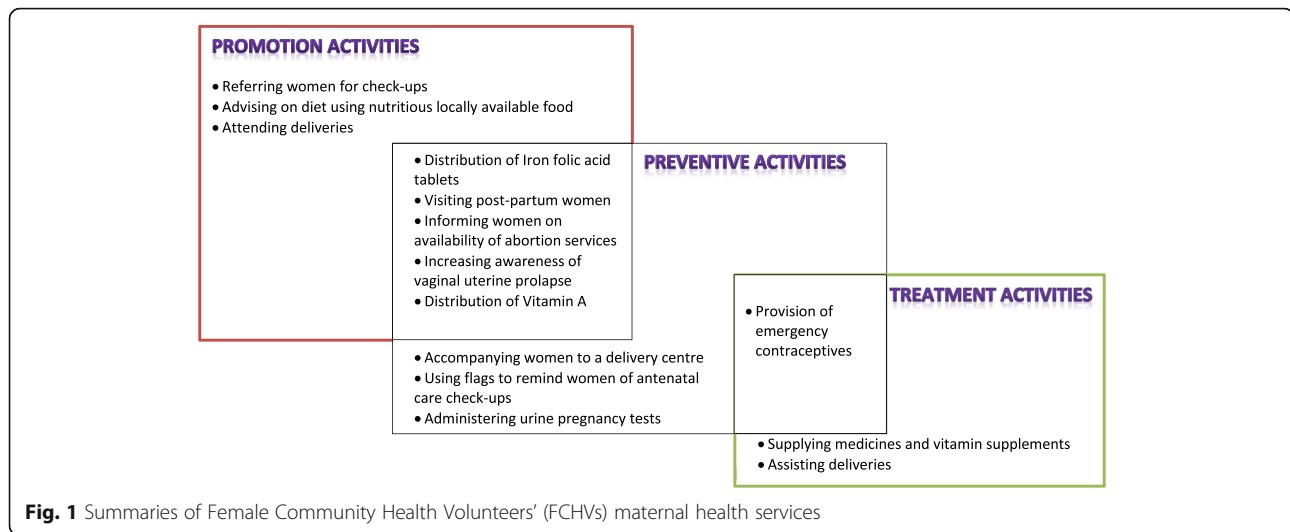 PROMOTION ACTIVITIES
• Referring women for check-ups
• Advising on diet using nutritious locally available food
• Attending deliveries
• Distribution of Iron folic acid
tablets
• Visiting post-partum women
• Informing women on
availability of abortion services
• Increasing awareness of
vaginal uterine prolapse
• Distribution of Vitamin A
PREVENTIVE ACTIVITIES
• Accompanying women to a delivery centre
• Using flags to remind women of antenatal
care check-ups
• Administering urine pregnancy tests
TREATMENT ACTIVITIES
• Provision of
emergency
contraceptives
• Supplying medicines and vitamin supplements
• Assisting deliveries
Fig. 1 Summaries of Female Community Health Volunteers’ (FCHVs) maternal health services